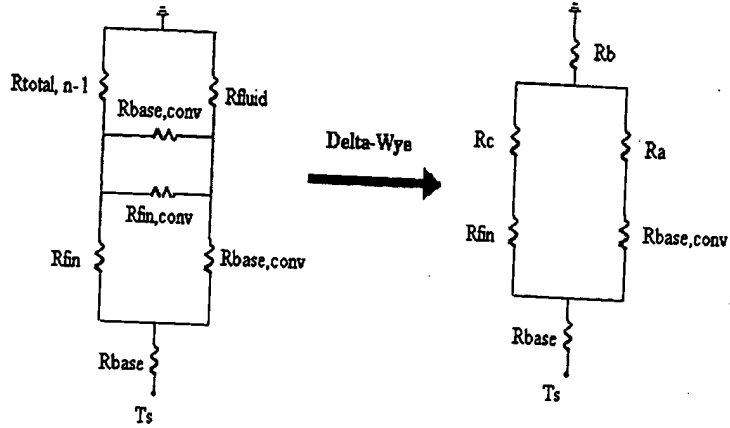 Rtotal, n-1
Rbase,conv
Rfluid
Rfin,conv
Rfin
Rbase,conv
Rbase
Ts
Delta-Wye
Rb
Rc
Ra
Rfin
Rbase,conv
Rbase
Ts